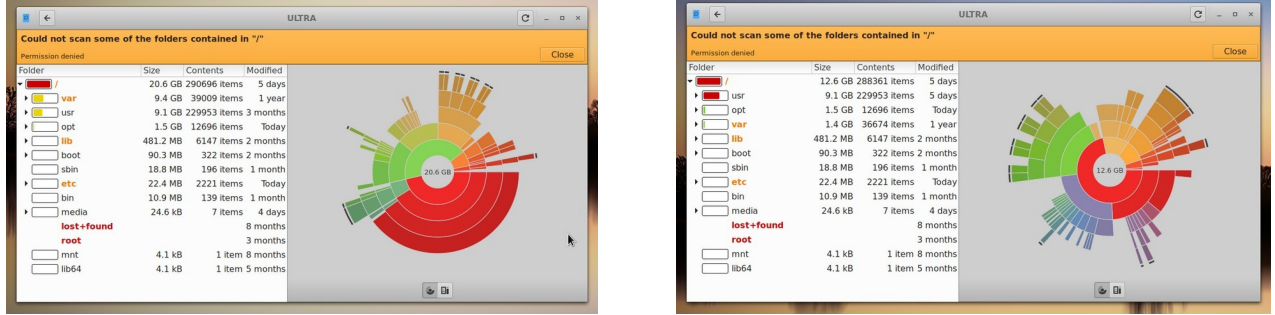 ULTRA
Could not scan some of the folders contained in "/"
Permission denied
Close
Folder Size Contents Modified
/ 20.6 GB 290696 items 5 days
var 9.4 GB 39009 items 1 year
usr 9.1 GB 229953 items 3 months
opt 1.5 GB 12696 items Today
lib 481.2 MB 6147 items 2 months
boot 90.3 MB 322 items 2 months
sbin 18.8 MB 196 items 1 month
etc 22.4 MB 2221 items Today
bin 10.9 MB 139 items 1 month
media 24.6 kB 7 items 4 days
lost+found 8 months
root 3 months
mnt 4.1 kB 1 item 8 months
lib64 4.1 kB 1 item 5 months
20.6 GB
ULTRA
Could not scan some of the folders contained in "/"
Permission denied
Close
Folder Size Contents Modified
/ 12.6 GB 288361 items 5 days
usr 9.1 GB 229953 items 3 months
opt 1.5 GB 12696 items Today
var 1.4 GB 36674 items 1 year
lib 481.2 MB 6147 items 2 months
boot 90.3 MB 322 items 2 months
sbin 18.8 MB 196 items 1 month
etc 22.4 MB 2221 items Today
bin 10.9 MB 139 items 1 month
media 24.6 kB 7 items 4 days
lost+found 8 months
root 3 months
mnt 4.1 kB 1 item 8 months
lib64 4.1 kB 1 item 5 months
12.6 GB